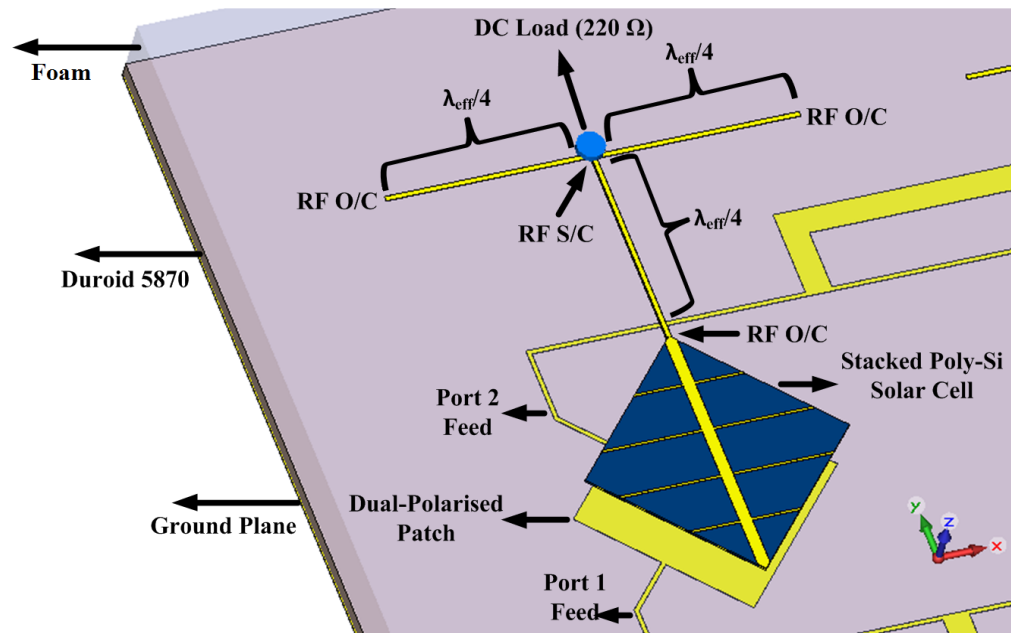 DC Load (220 Ω)
Foam
λeff/4
λeff/4
RF O/C
RF O/C
λeff/4
RF S/C
Duroid 5870
RF O/C
Stacked Poly-Si
Solar Cell
Port 2
Feed
Dual-Polarised
Patch
Ground Plane
Port 1
Feed
y
z
x